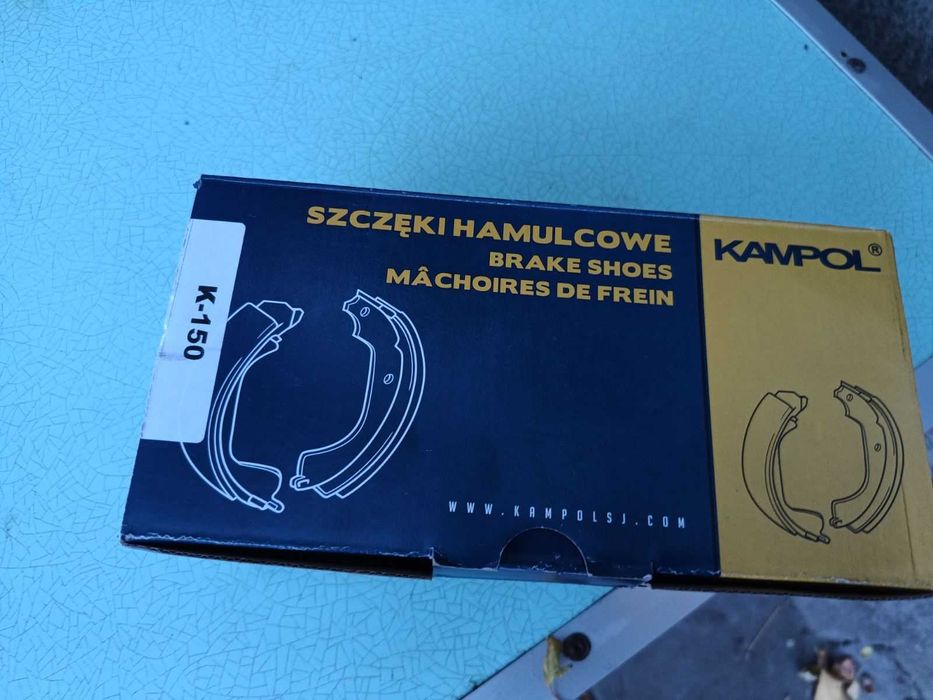 SZCZĘKI HAMULCOWE
BRAKE SHOES
MÂCHOIRES DE FREIN
KAMPOL®
K-150
WWW.KAMPOLSJ.COM